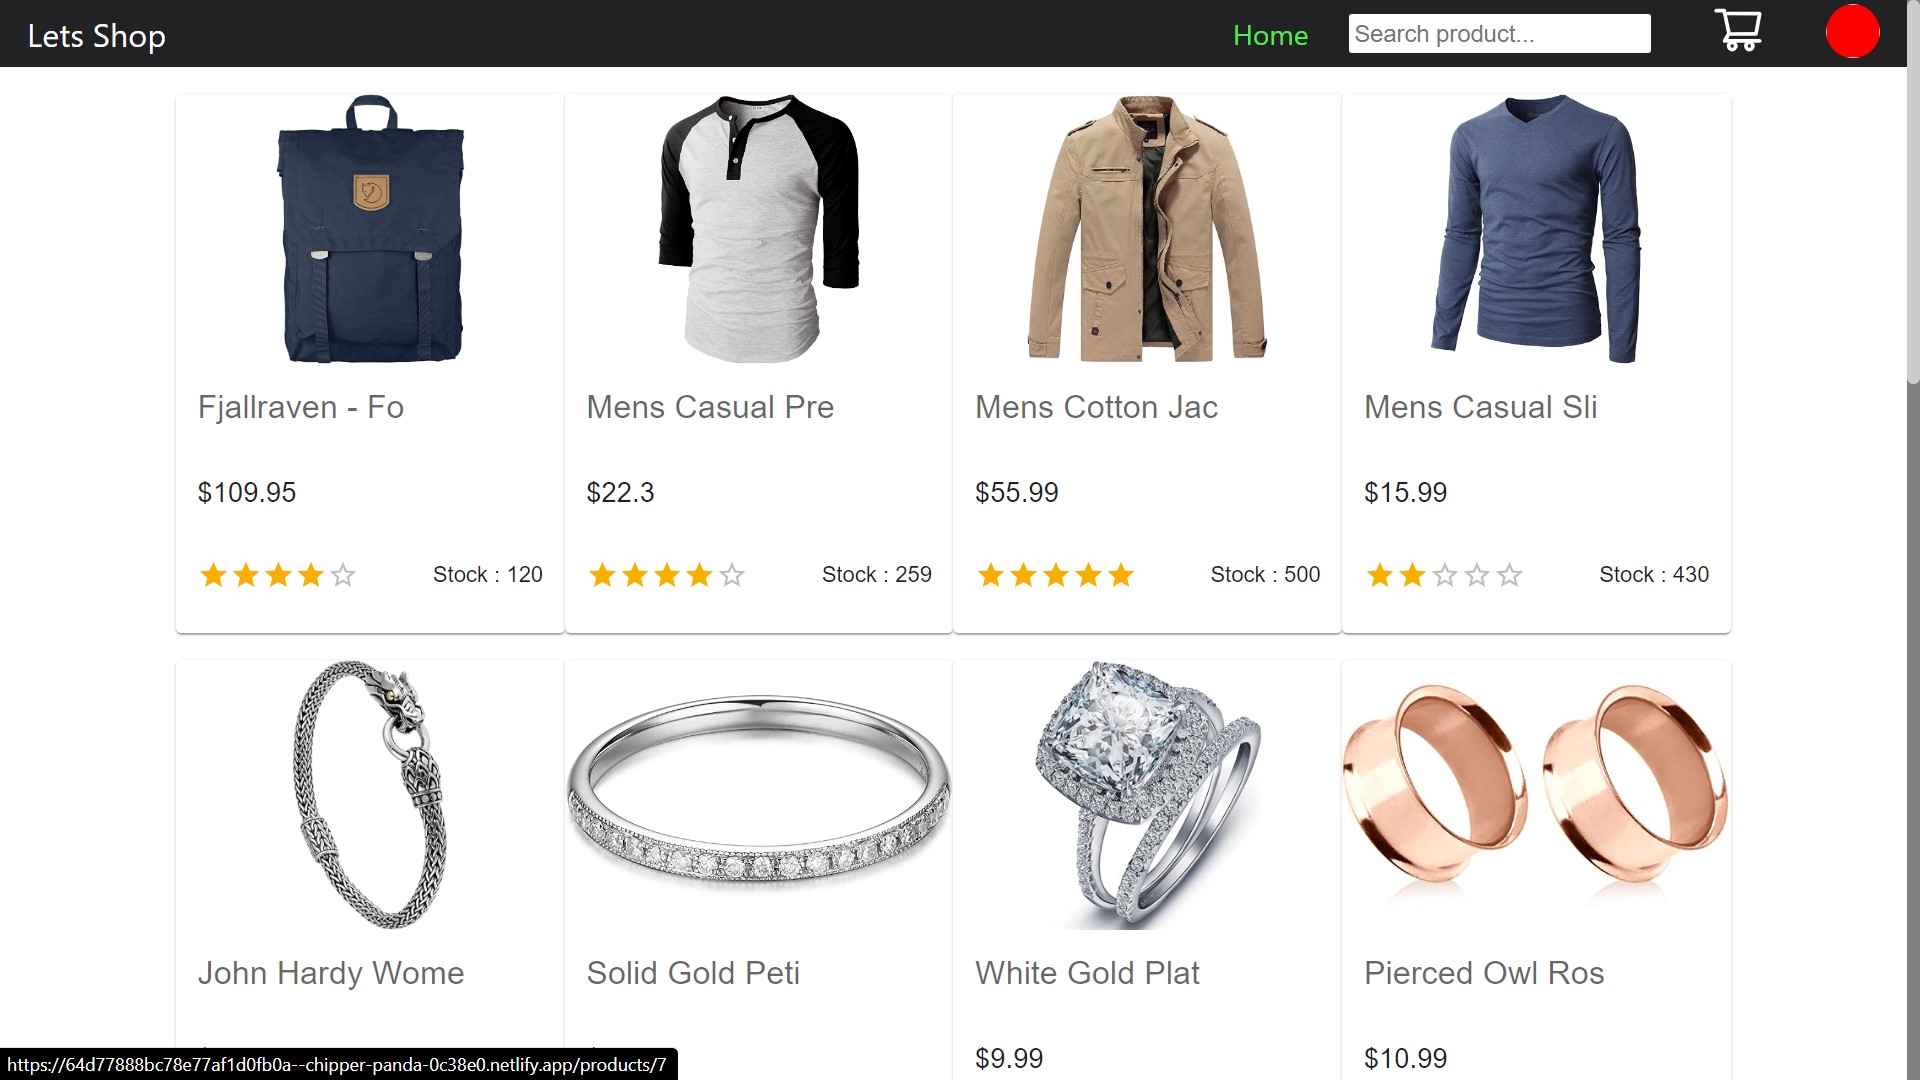 Lets Shop
Home
Search product...
Fjallraven - Fo
$109.95
Stock : 120
Mens Casual Pre
$22.3
Stock : 259
Mens Cotton Jac
$55.99
Stock : 500
Mens Casual Sli
$15.99
Stock : 430
John Hardy Wome
Solid Gold Peti
White Gold Plat
$9.99
Pierced Owl Ros
$10.99
https://64d77888bc78e77af1d0fb0a--chipper-panda-0c38e0.netlify.app/products/7